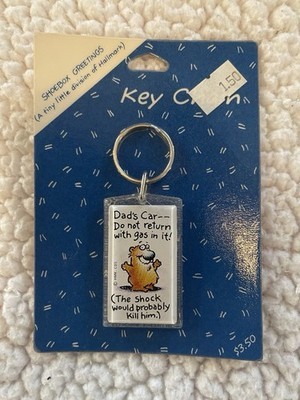 SHOEBOX GREETINGS
(A tiny little division of Hallmark)
1.50
Key Ch
n
Dad's Car--
Do not return
with gas in it!
(The shock
would probably
kill him.)
$3.50